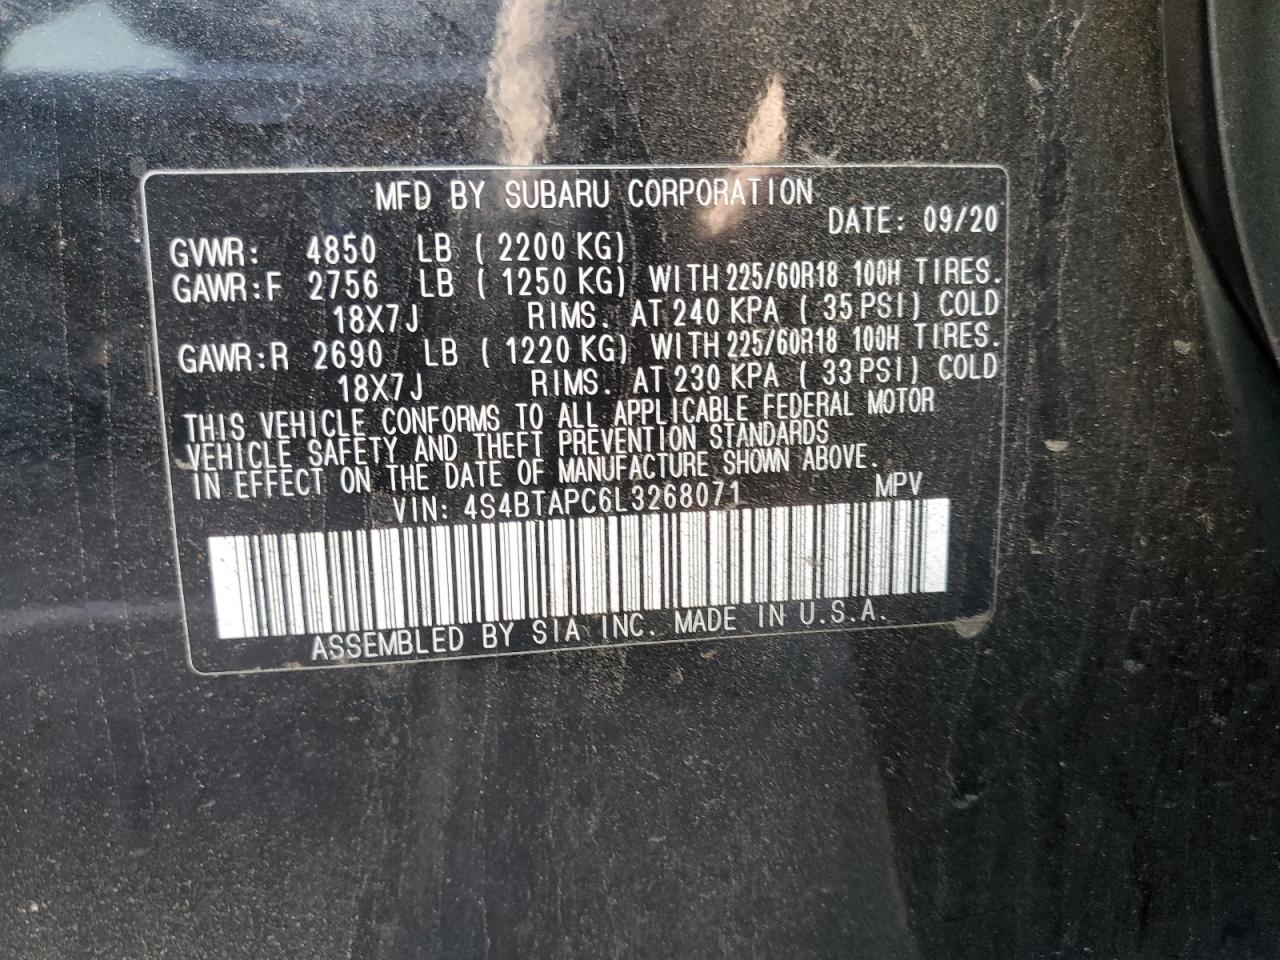 MFD BY SUBARU CORPORATION
DATE: 09/20
GVWR: 4850 LB ( 2200 KG)
GAWR:F 2756 LB ( 1250 KG) WITH 225/60R18 100H TIRES.
18X7J RIMS. AT 240 KPA ( 35 PSI) COLD
GAWR:R 2690 LB ( 1220 KG) WITH 225/60R18 100H TIRES.
18X7J RIMS. AT 230 KPA ( 33 PSI) COLD
THIS VEHICLE CONFORMS TO ALL APPLICABLE FEDERAL MOTOR
VEHICLE SAFETY AND THEFT PREVENTION STANDARDS
IN EFFECT ON THE DATE OF MANUFACTURE SHOWN ABOVE.
VIN: 4S4BTAPC6L3268071 MPV
ASSEMBLED BY SIA INC. MADE IN U.S.A.